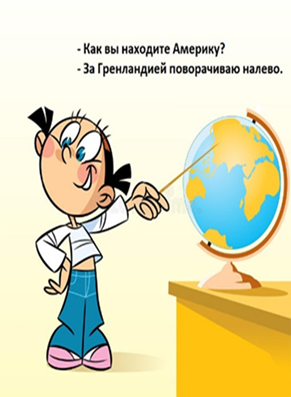 - Как вы находите Америку?
- За Гренландией поворачиваю налево.